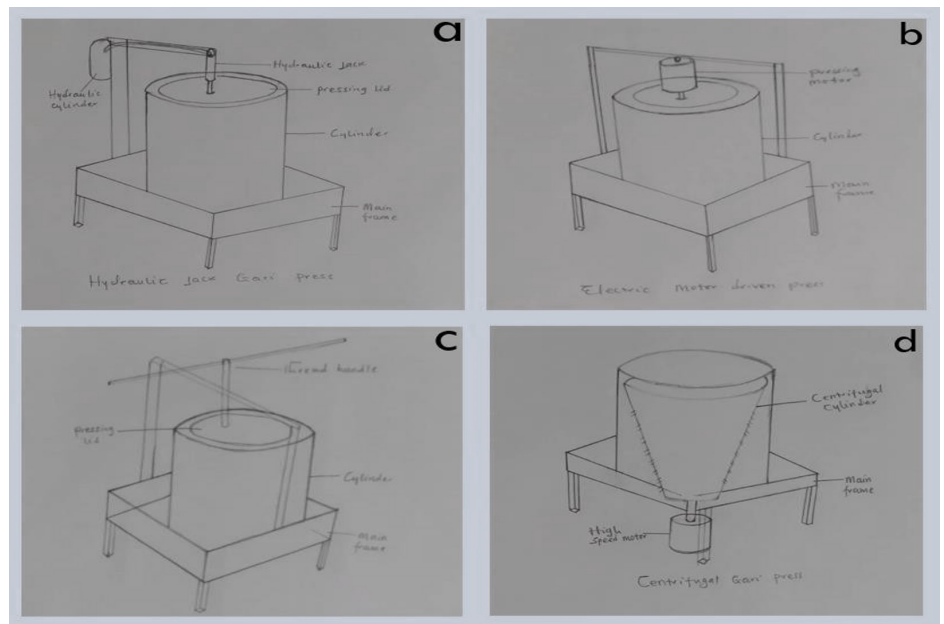 a
Hydraulic Jack
Hydraulic
cylinder
pressing lid
Cylinder
Main
frame
Hydraulic Jack Gari press
b
pressing
motor
Cylinder
Main
frame
Electric Motor driven press
c
thread handle
pressing
lid
Cylinder
Main
frame
d
Centrifugal
Cylinder
Main
frame
High
speed motor
Centrifugal Gari press